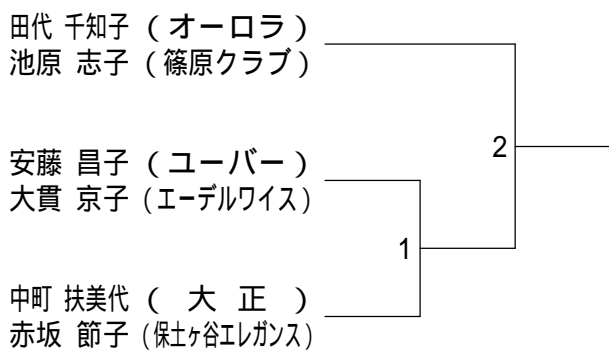 田代 千知子 (オーロラ)
池原 志子 (篠原クラブ)
2
安藤 昌子 (ユーバー)
大貫 京子 (エーデルワイス)
1
中町 扶美代 ( 大 正 )
赤坂 節子 (保土ヶ谷エレガンス)